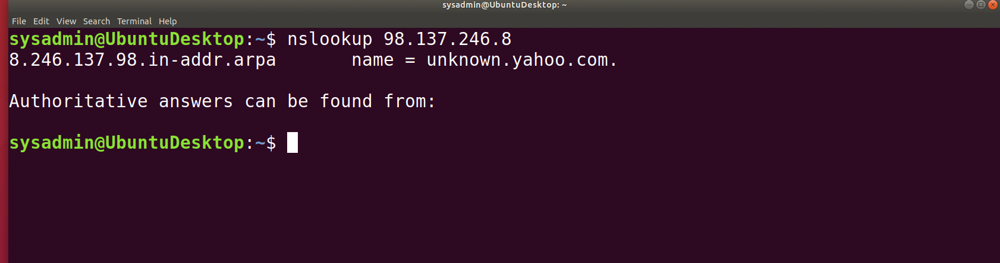 sysadmin@UbuntuDesktop: ~
File Edit View Search Terminal Help
sysadmin@UbuntuDesktop:~$ nslookup 98.137.246.8
8.246.137.98.in-addr.arpa name = unknown.yahoo.com.
Authoritative answers can be found from:
sysadmin@UbuntuDesktop:~$